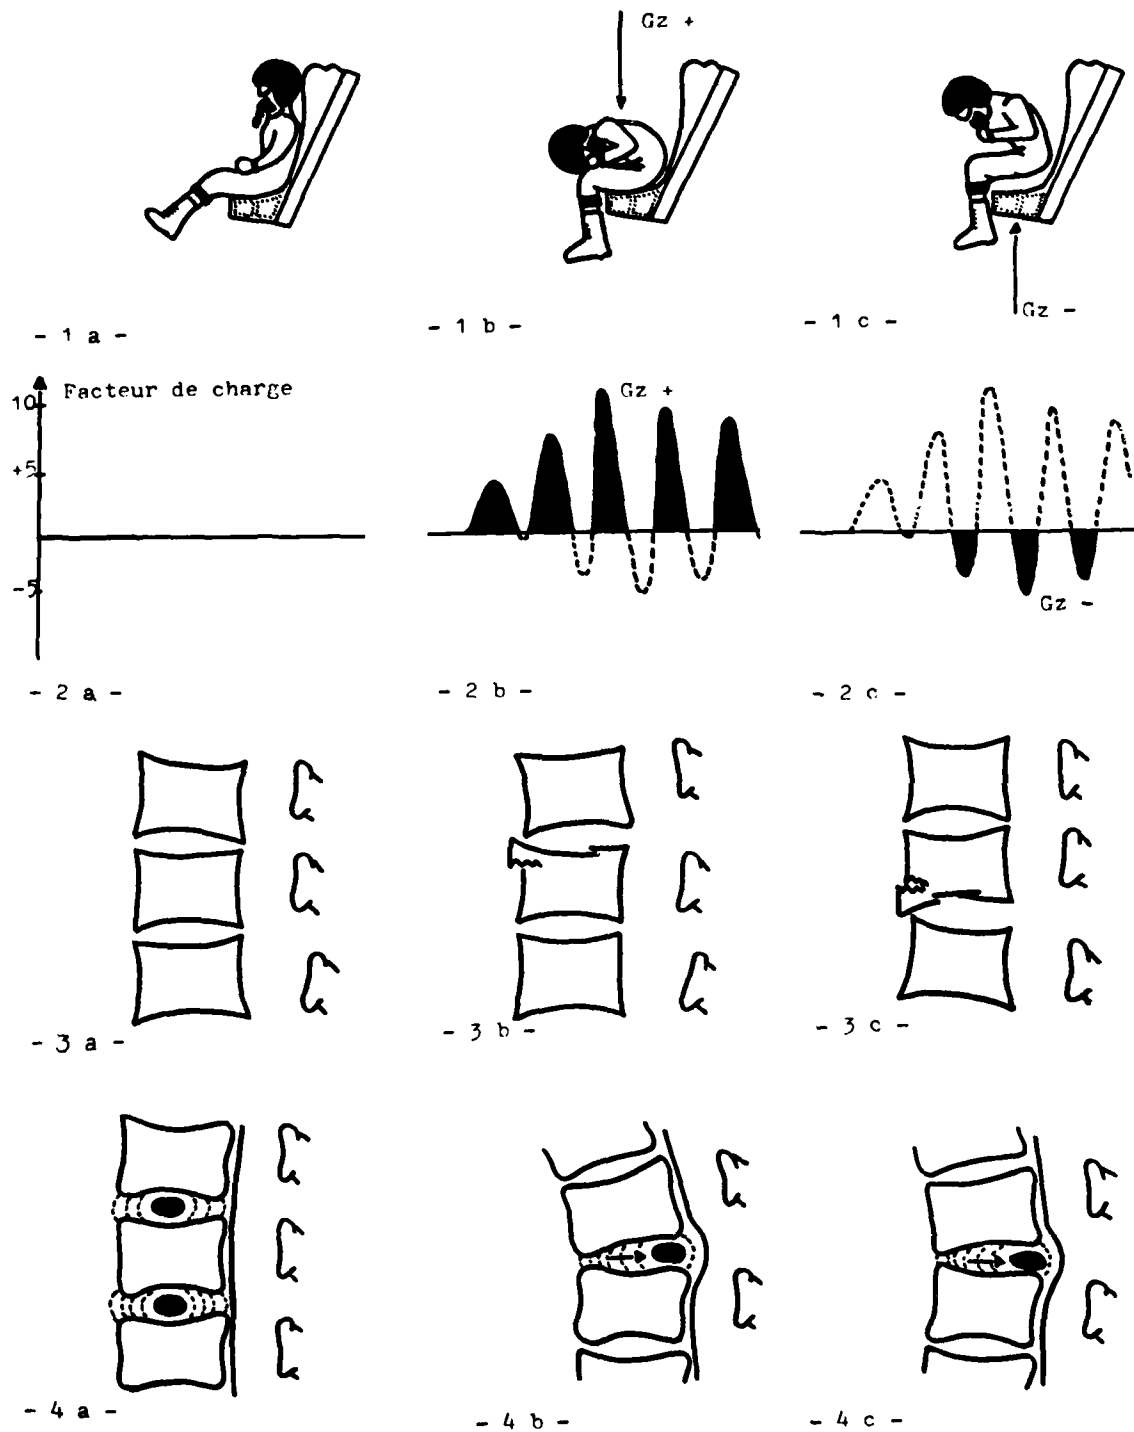 Gz +
Gz -
- 1 a -
- 1 b -
- 1 c -
Facteur de charge
10
+5
-5
Gz +
Gz -
- 2 a -
- 2 b -
- 2 c -
- 3 a -
- 3 b -
- 3 c -
- 4 a -
- 4 b -
- 4 c -